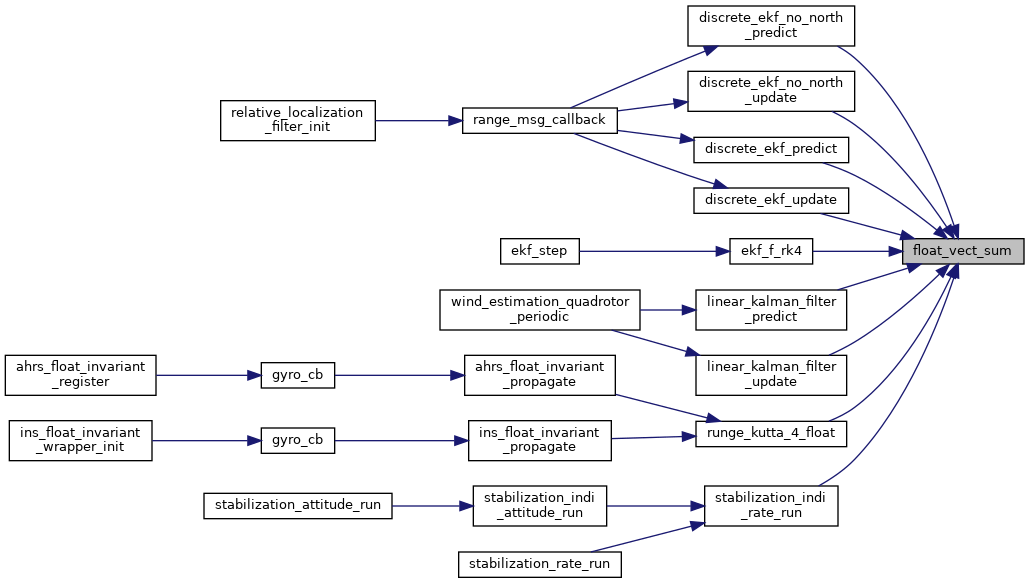 discrete_ekf_no_north
_predict
discrete_ekf_no_north
_update
relative_localization
_filter_init
range_msg_callback
discrete_ekf_predict
discrete_ekf_update
ekf_step
ekf_f_rk4
float_vect_sum
wind_estimation_quadrotor
_periodic
linear_kalman_filter
_predict
ahrs_float_invariant
_register
gyro_cb
ahrs_float_invariant
_propagate
linear_kalman_filter
_update
ins_float_invariant
_wrapper_init
gyro_cb
ins_float_invariant
_propagate
runge_kutta_4_float
stabilization_attitude_run
stabilization_indi
_attitude_run
stabilization_indi
_rate_run
stabilization_rate_run